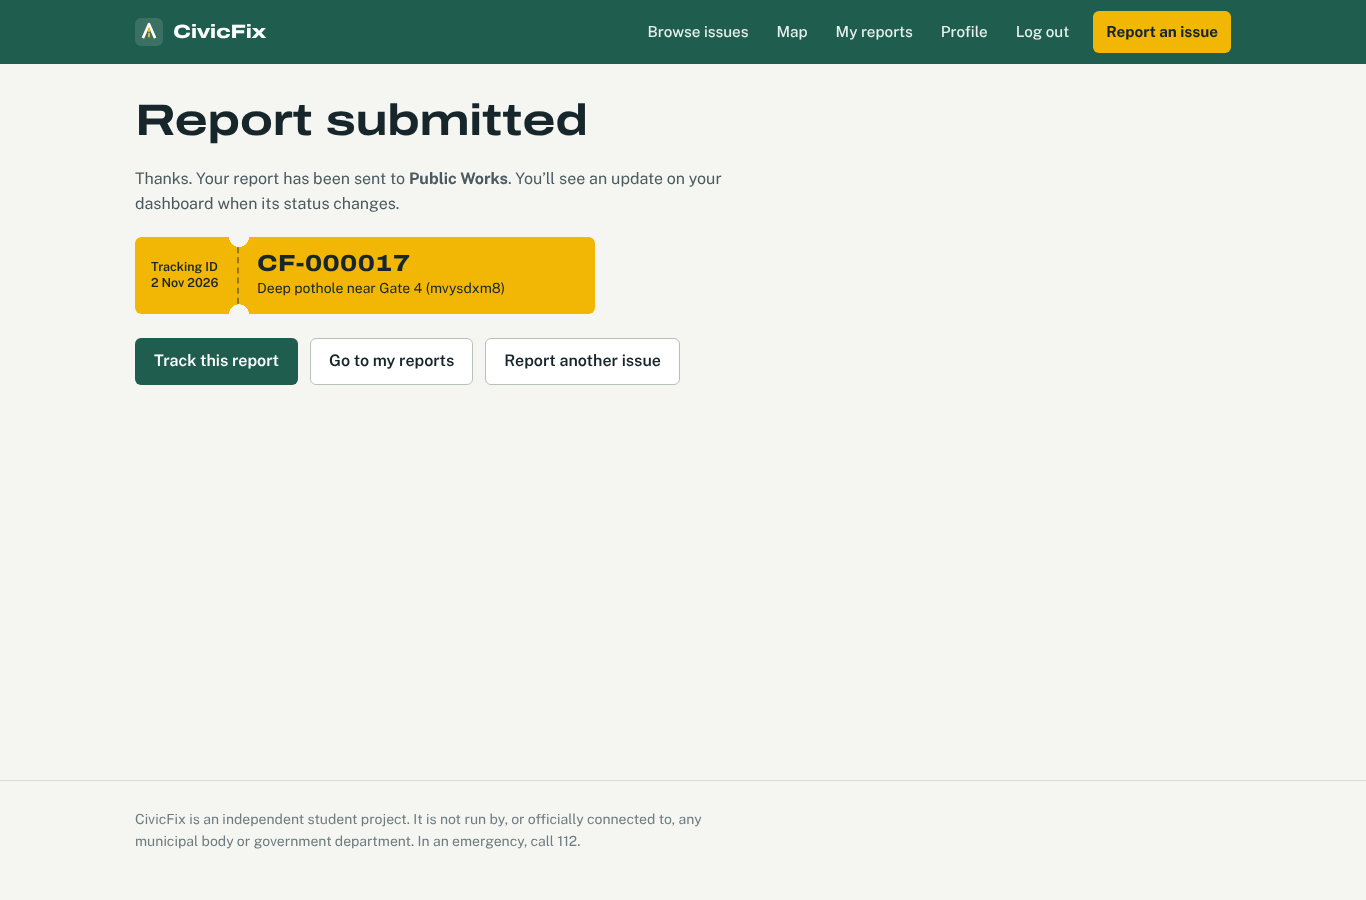 CivicFix
Browse issues
Map
My reports
Profile
Log out
Report an issue
Report submitted
Thanks. Your report has been sent to Public Works. You’ll see an update on your
dashboard when its status changes.
Tracking ID
2 Nov 2026
CF-000017
Deep pothole near Gate 4 (mvysdxm8)
Track this report
Go to my reports
Report another issue
CivicFix is an independent student project. It is not run by, or officially connected to, any
municipal body or government department. In an emergency, call 112.